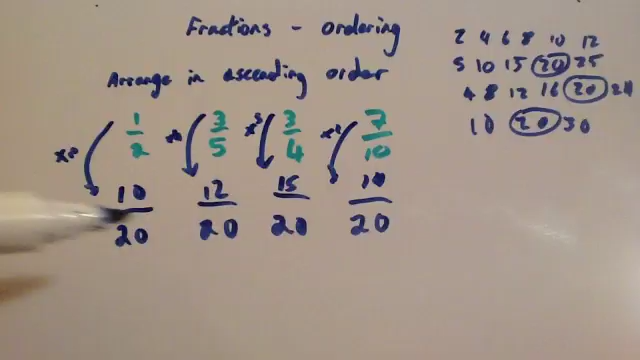 Fractions - ordering
Arrange in ascending order
2 4 6 8 10 12
5 10 15 20 25
4 8 12 16 20 24
10 20 30
1/2 3/5 3/4 7/10
10/20 12/20 15/20 10/20